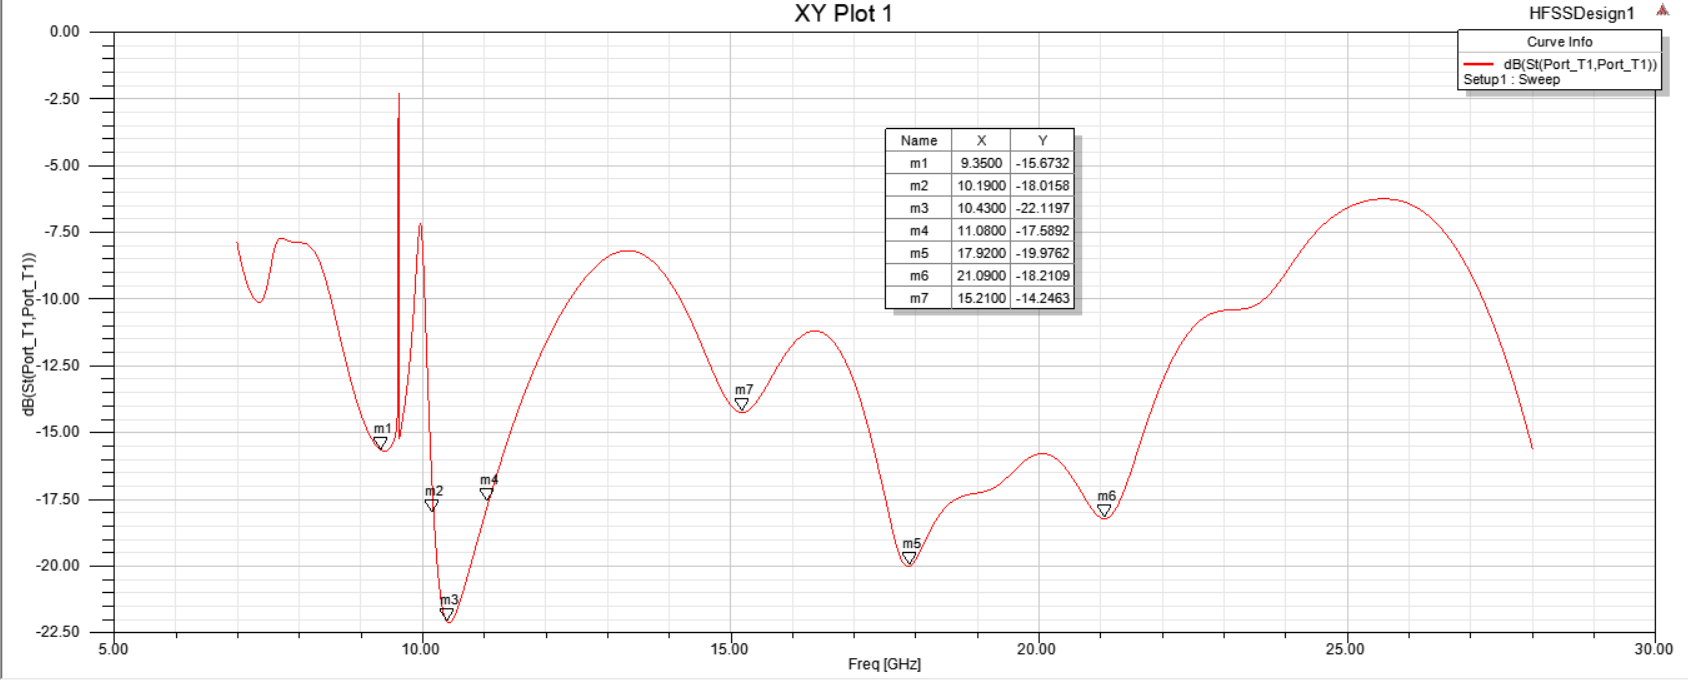 XY Plot 1
HFSSDesign1
Curve Info
dB(St(Port_T1,Port_T1))
Setup1 : Sweep
Name X Y
m1 9.3500 -15.6732
m2 10.1900 -18.0158
m3 10.4300 -22.1197
m4 11.0800 -17.5892
m5 17.9200 -19.9762
m6 21.0900 -18.2109
m7 15.2100 -14.2463
0.00
-2.50
-5.00
-7.50
-10.00
-12.50
-15.00
-17.50
-20.00
-22.50
dB(St(Port_T1,Port_T1))
m1
m2
m3
m4
m5
m6
m7
5.00 10.00 15.00 20.00 25.00 30.00
Freq [GHz]